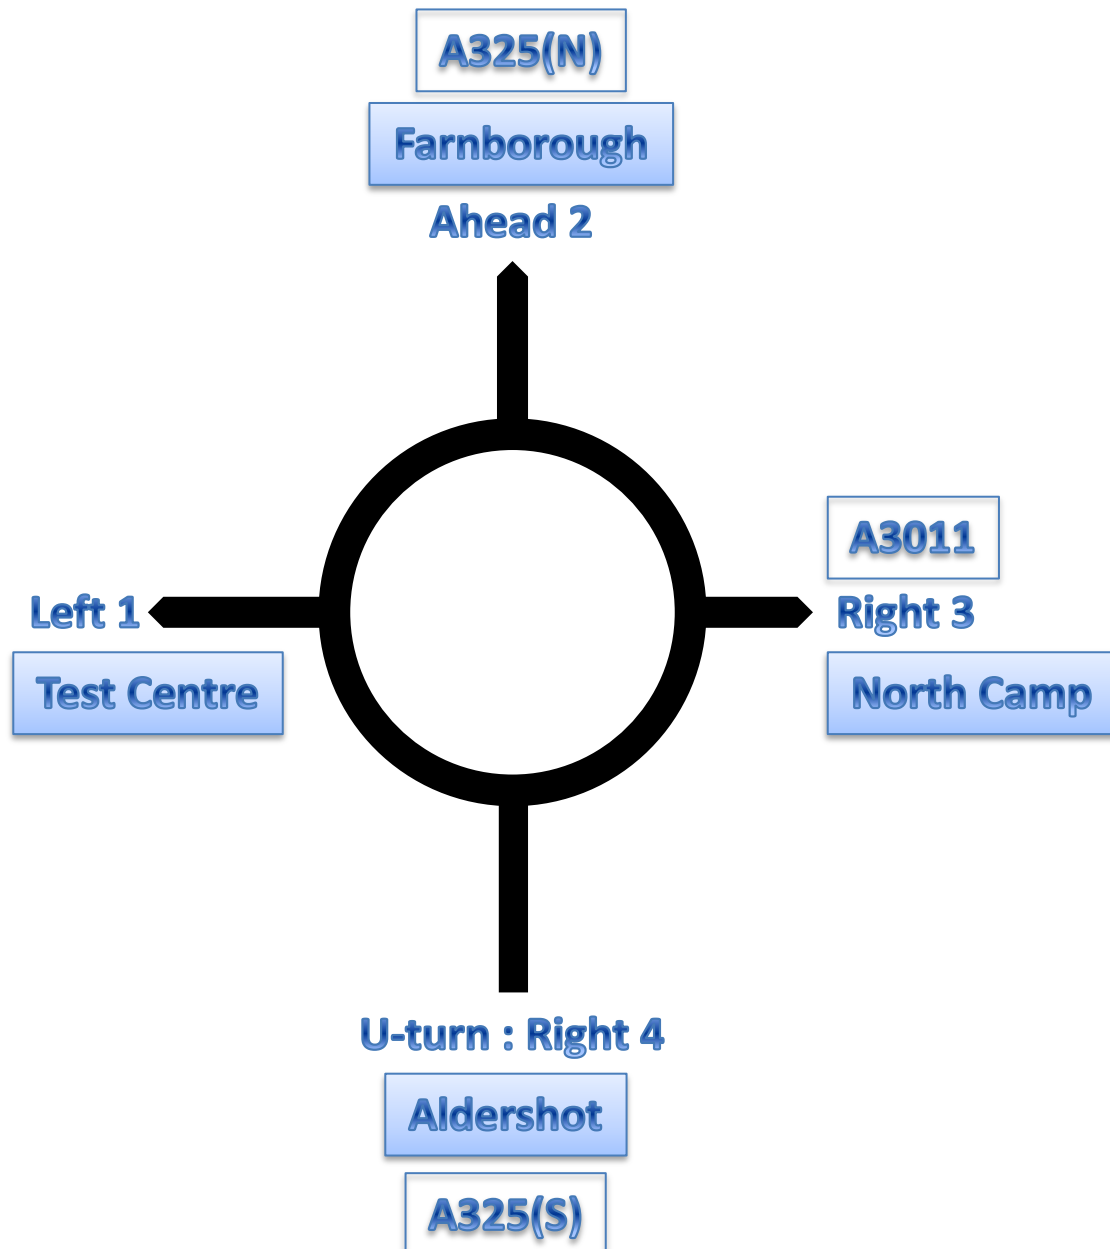 A325(N)
Farnborough
Ahead 2
A3011
Left 1
Right 3
Test Centre
North Camp
U-turn : Right 4
Aldershot
A325(S)